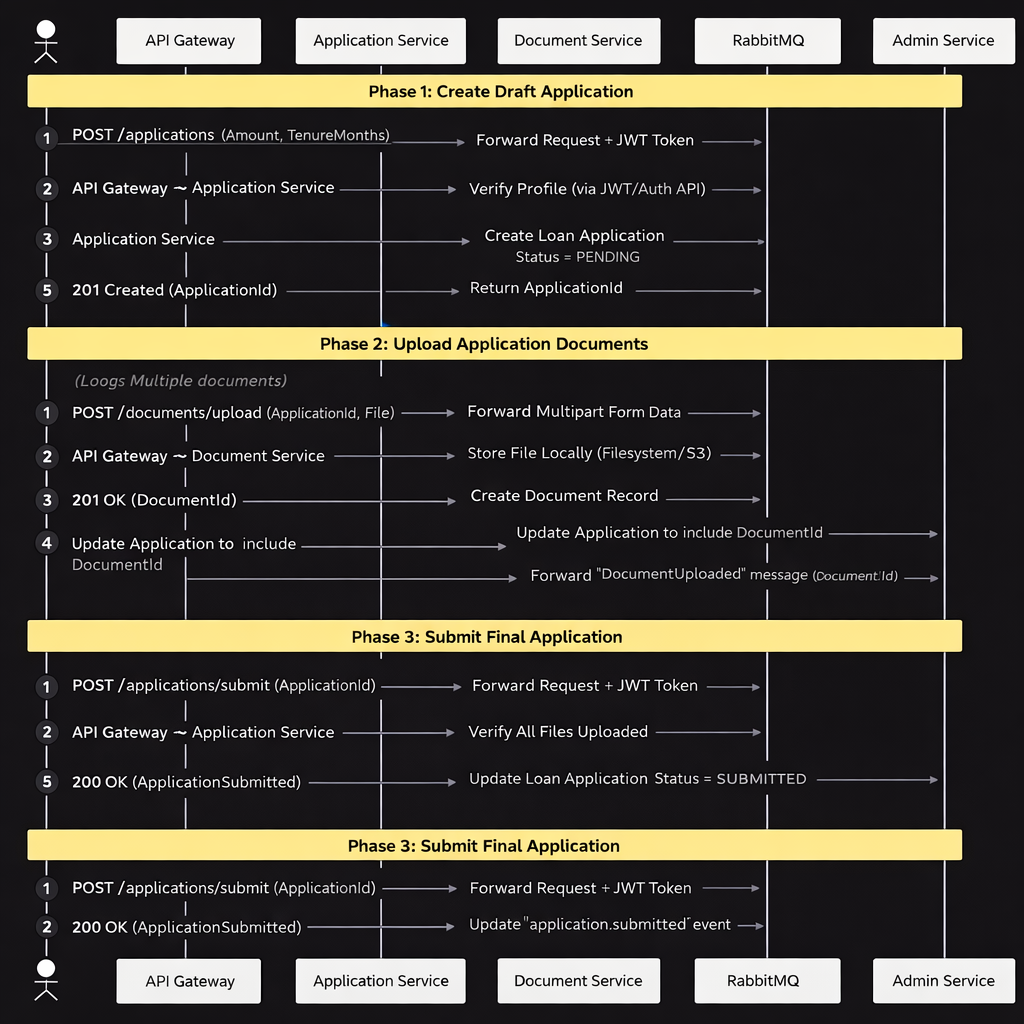 API Gateway
Application Service
Document Service
RabbitMQ
Admin Service
Phase 1: Create Draft Application
1 POST /applications (Amount, TenureMonths) Forward Request + JWT Token
2 API Gateway ~ Application Service Verify Profile (via JWT/Auth API)
3 Application Service Create Loan Application
Status = PENDING
5 201 Created (ApplicationId) Return ApplicationId
Phase 2: Upload Application Documents
(Loogs Multiple documents)
1 POST /documents/upload (ApplicationId, File) Forward Multipart Form Data
2 API Gateway ~ Document Service Store File Locally (Filesystem/S3)
3 201 OK (DocumentId) Create Document Record
4 Update Application to include Update Application to include DocumentId
DocumentId
Forward "DocumentUploaded" message (Document:Id)
Phase 3: Submit Final Application
1 POST /applications/submit (ApplicationId) Forward Request + JWT Token
2 API Gateway ~ Application Service Verify All Files Uploaded
5 200 OK (ApplicationSubmitted) Update Loan Application Status = SUBMITTED
Phase 3: Submit Final Application
1 POST /applications/submit (ApplicationId) Forward Request + JWT Token
2 200 OK (ApplicationSubmitted) Update "application.submitted" event
API Gateway
Application Service
Document Service
RabbitMQ
Admin Service